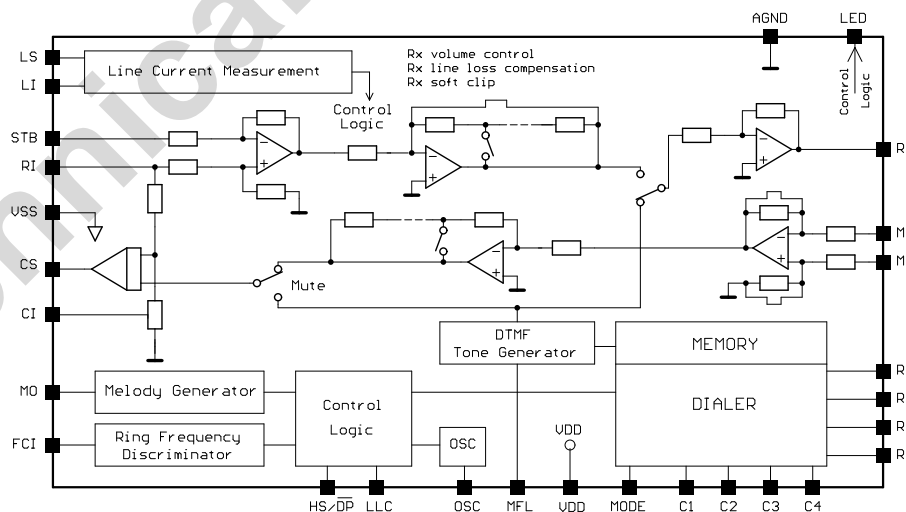 AGND LED
LS
LI
Line Current Measurement
Rx volume control
Rx line loss compensation
Rx soft clip
Control
Logic
Control
Logic
STB
RI
R
VSS
M
M
CS
Mute
CI
DTMF
Tone Generator
MEMORY
DIALER
MO
Melody Generator
Control
Logic
FCI
Ring Frequency
Discriminator
OSC
VDD
R
R
R
R
HS/DP LLC OSC MFL VDD MODE C1 C2 C3 C4